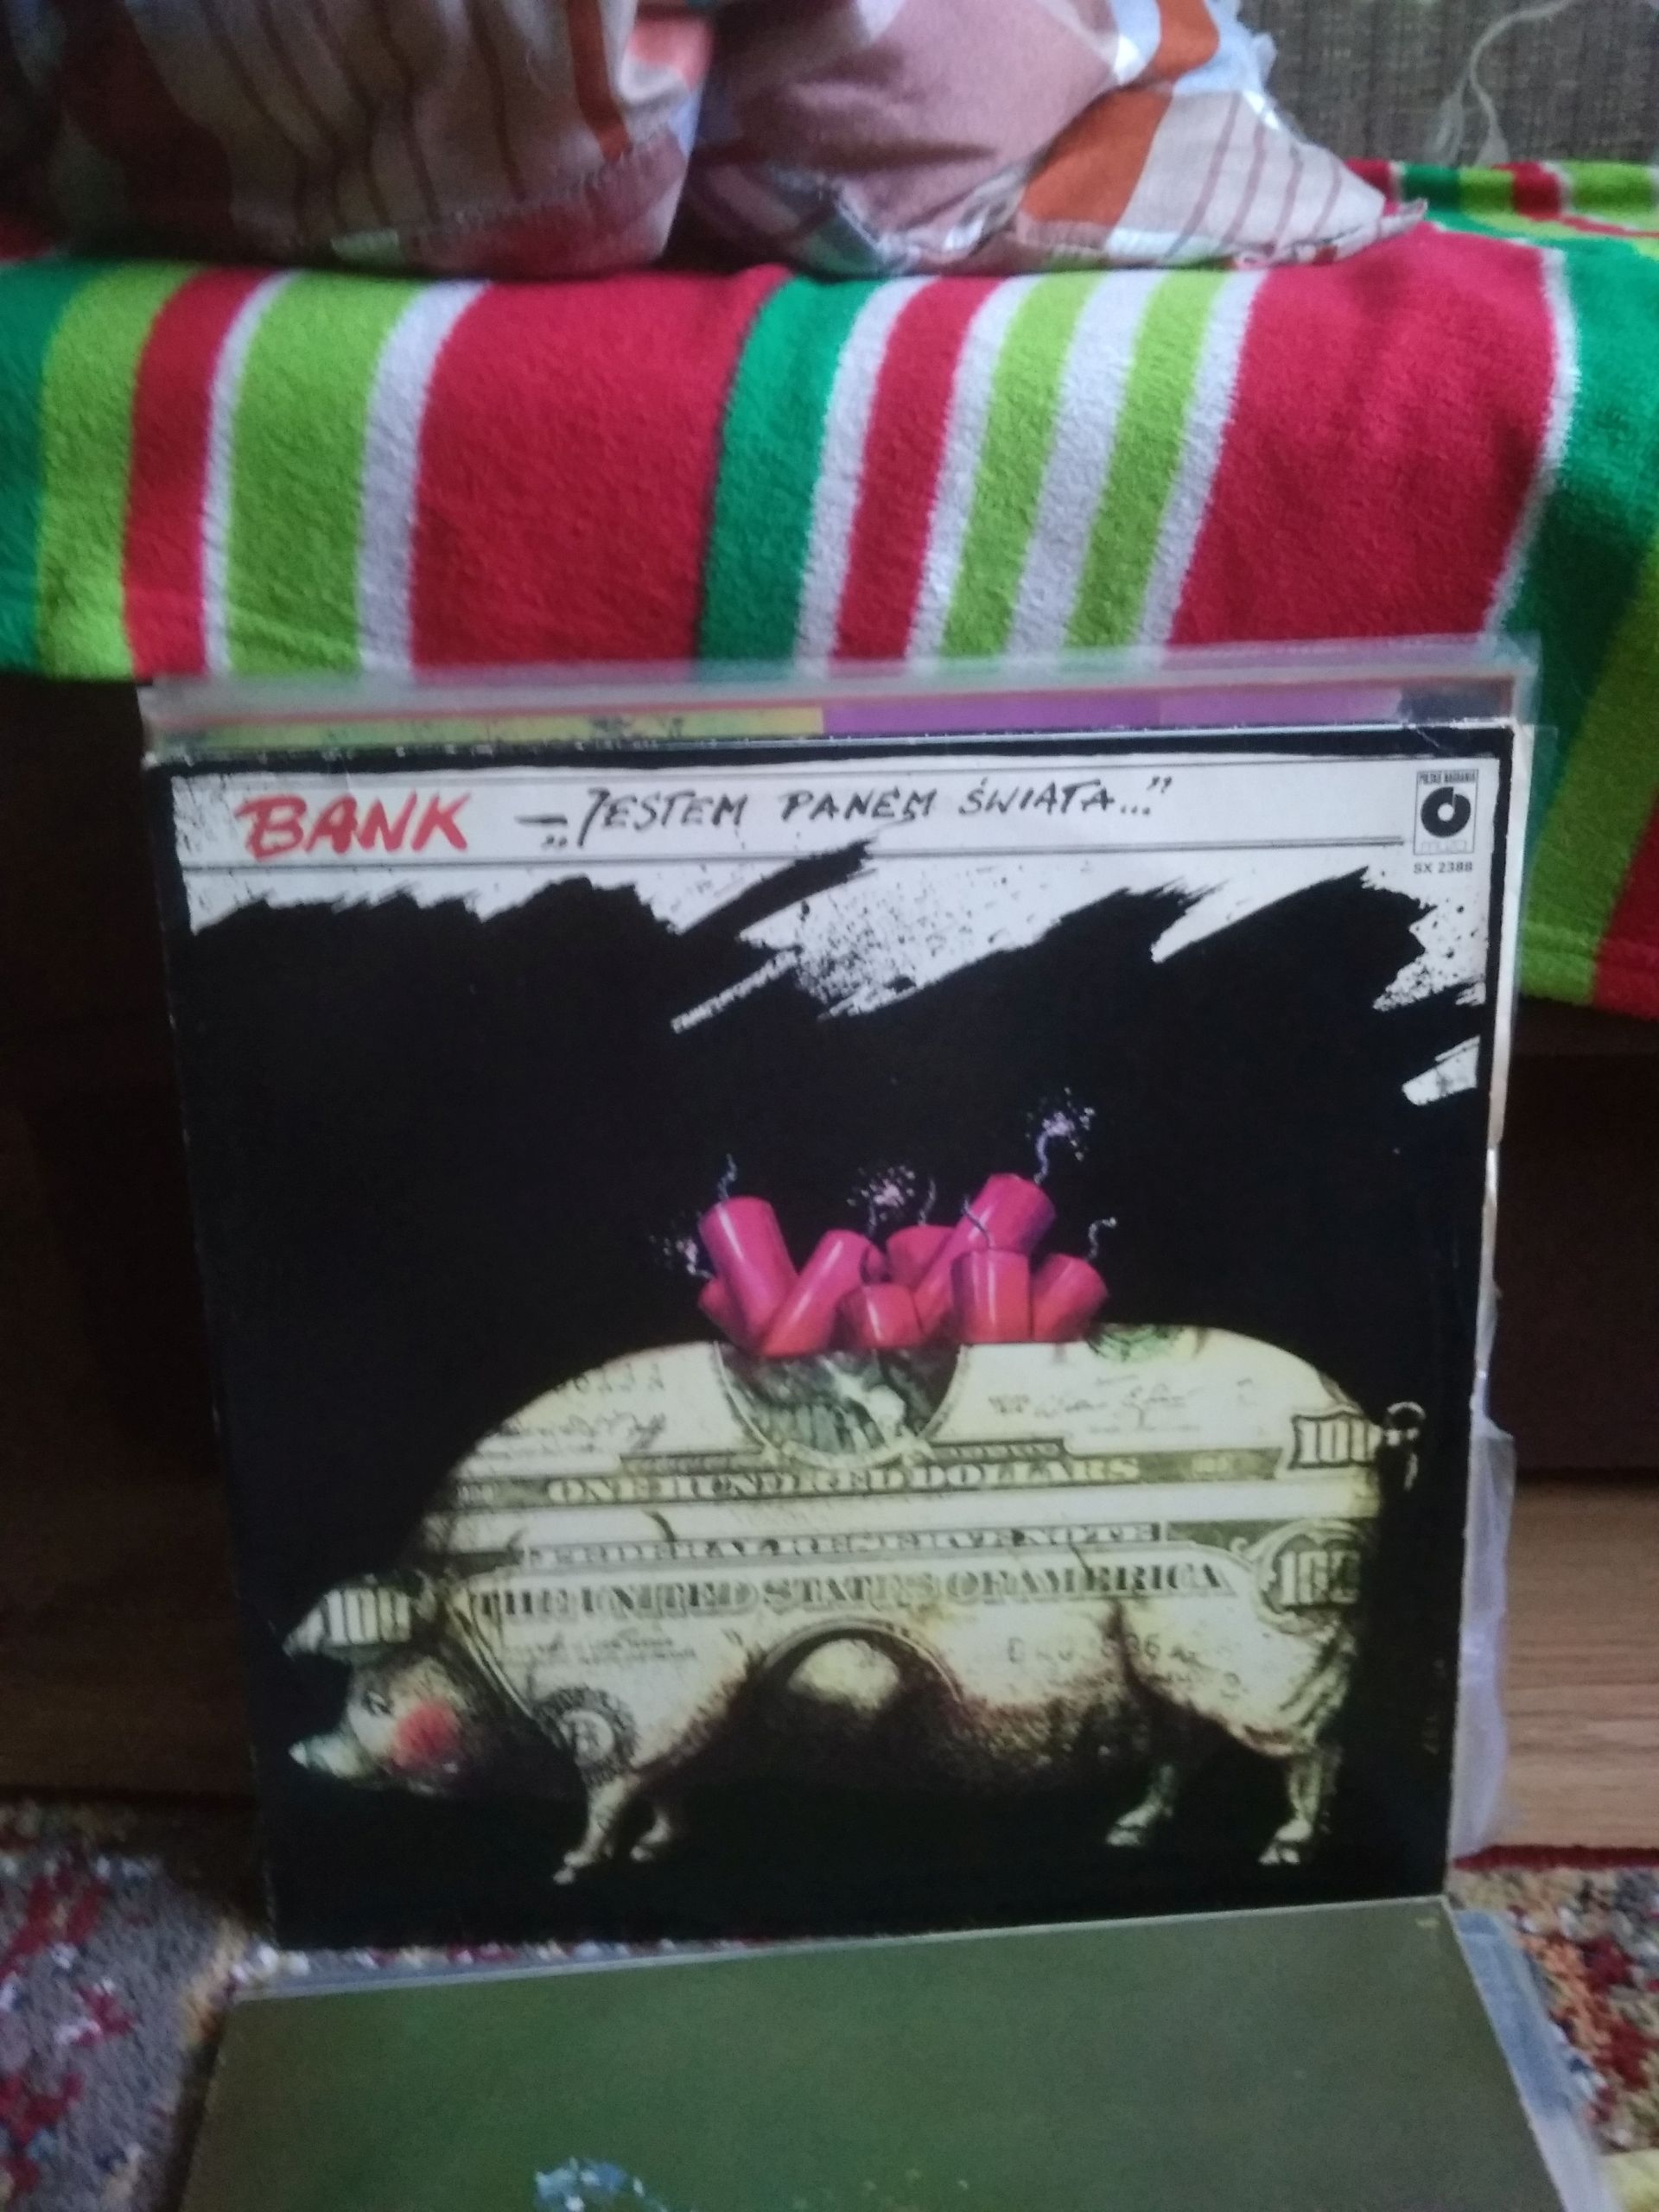 BANK – „JESTEM PANEM ŚWIATA..."
POLSKIE NAGRANIA
muza
SX 2388
100
ONE HUNDRED DOLLARS
FEDERAL RESERVE NOTE
THE UNITED STATES OF AMERICA
100
100
B